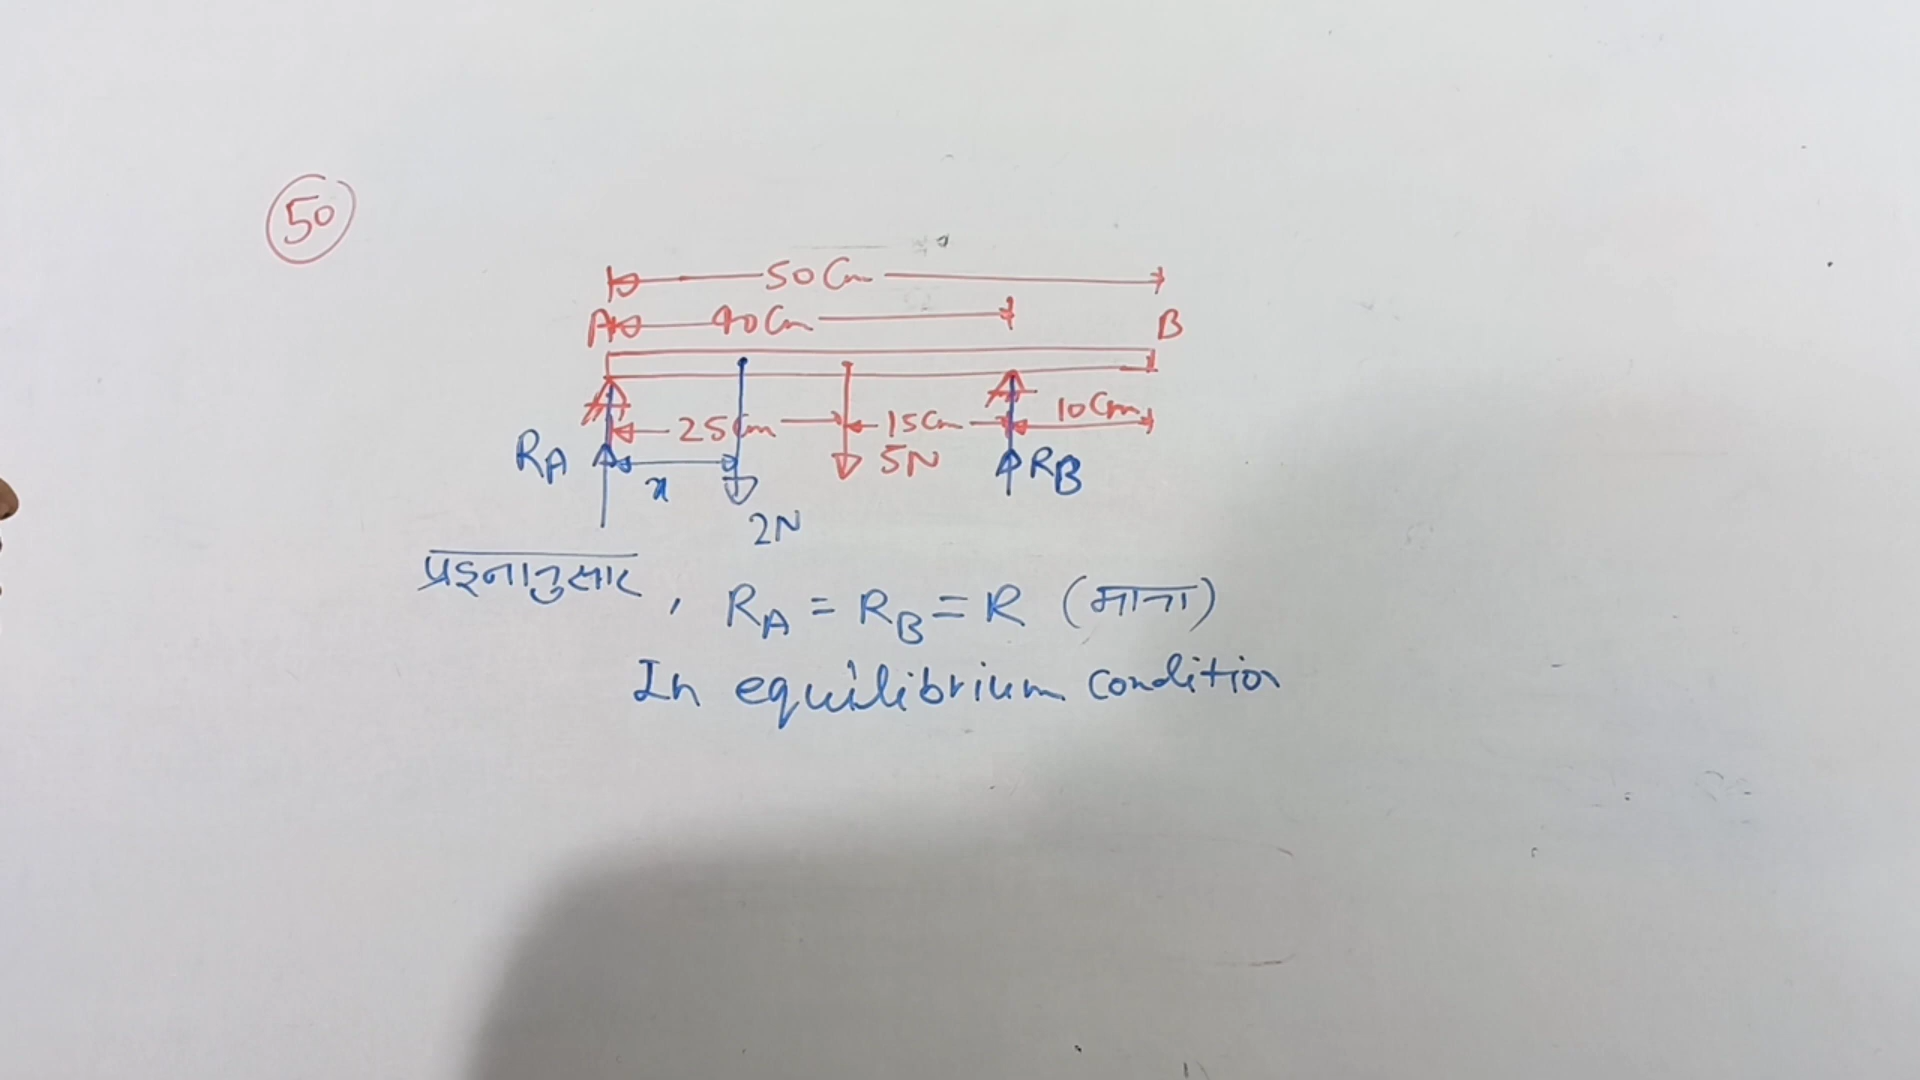 50
50 Cm
A 40 Cm B
25 Cm 15 Cm 10 Cm
RA x 5N RB
2N
प्रश्नानुसार, RA = RB = R (माना)
In equilibrium condition